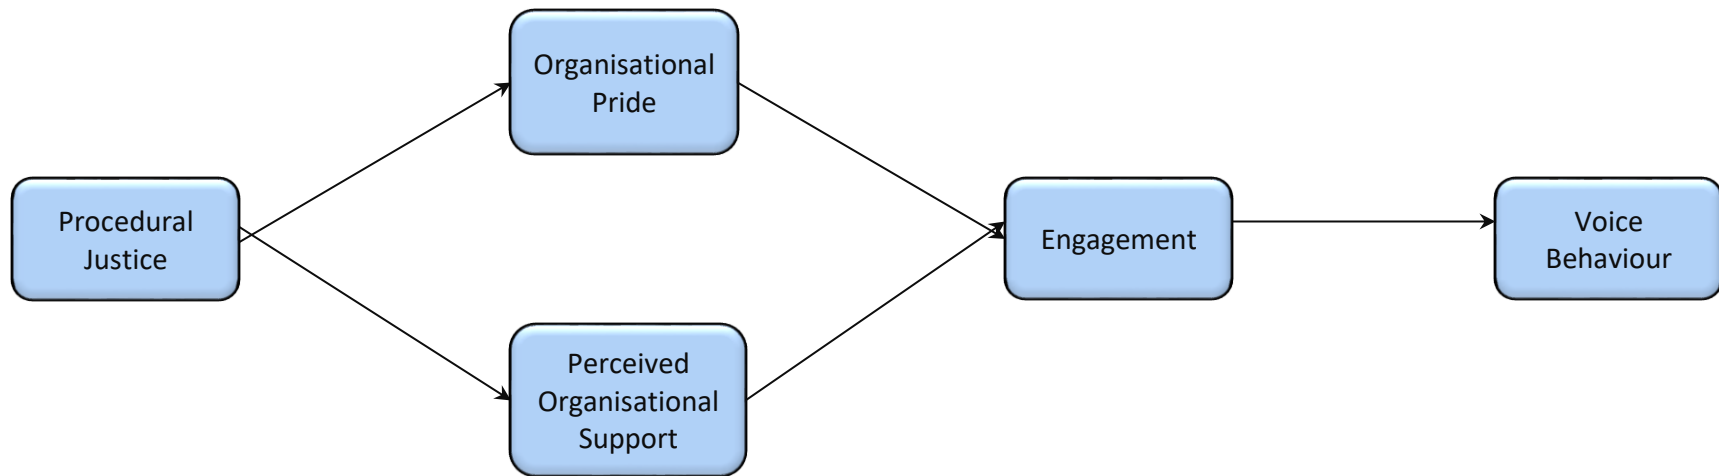 Organisational
Pride
Procedural
Justice
Engagement
Voice
Behaviour
Perceived
Organisational
Support